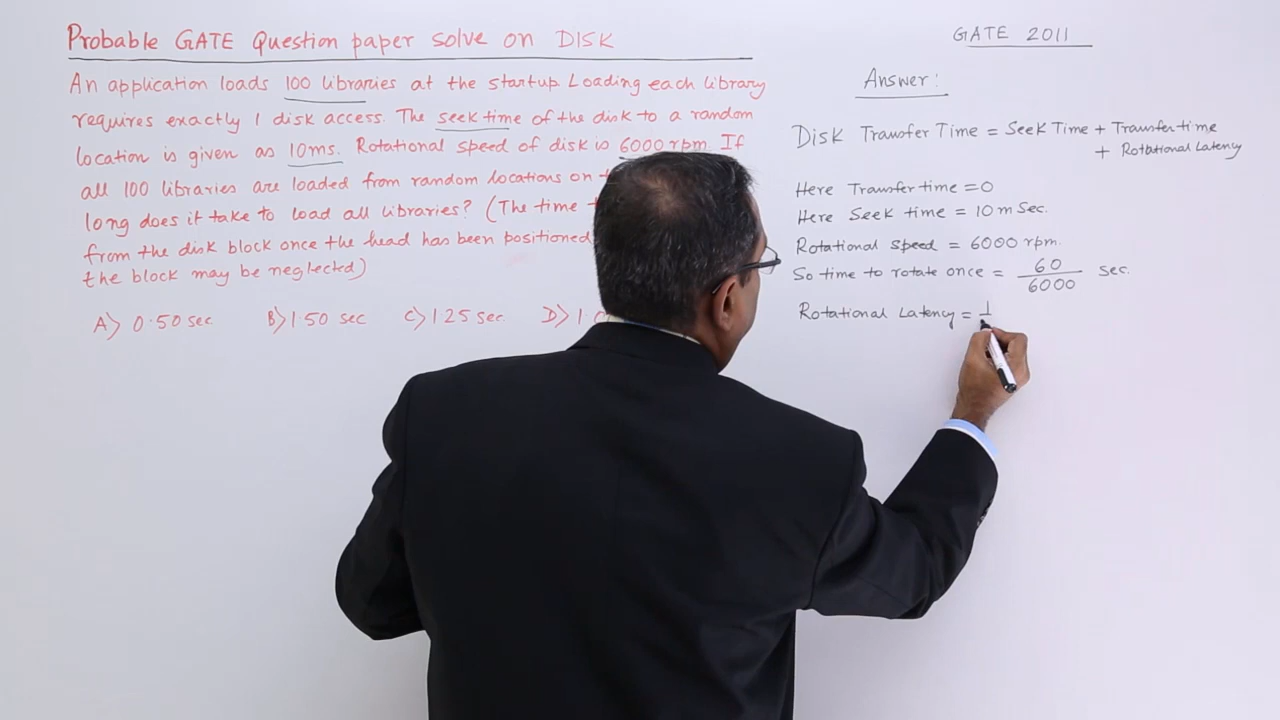 Probable GATE Question paper solve on DISK
GATE 2011
An application loads 100 libraries at the startup. Loading each library
requires exactly 1 disk access. The seek time of the disk to a random
location is given as 10ms. Rotational speed of disk is 6000 rpm. If
all 100 libraries are loaded from random locations on
long does it take to load all libraries? (The time
from the disk block once the head has been positioned
the block may be neglected)
A) 0.50 sec B) 1.50 sec C) 1.25 sec. D) 1.0
Answer:
Disk Transfer Time = Seek Time + Transfer time
+ Rotational Latency
Here Transfer time = 0
Here Seek time = 10 m Sec.
Rotational speed = 6000 rpm.
So time to rotate once = 60/6000 sec.
Rotational Latency = 1